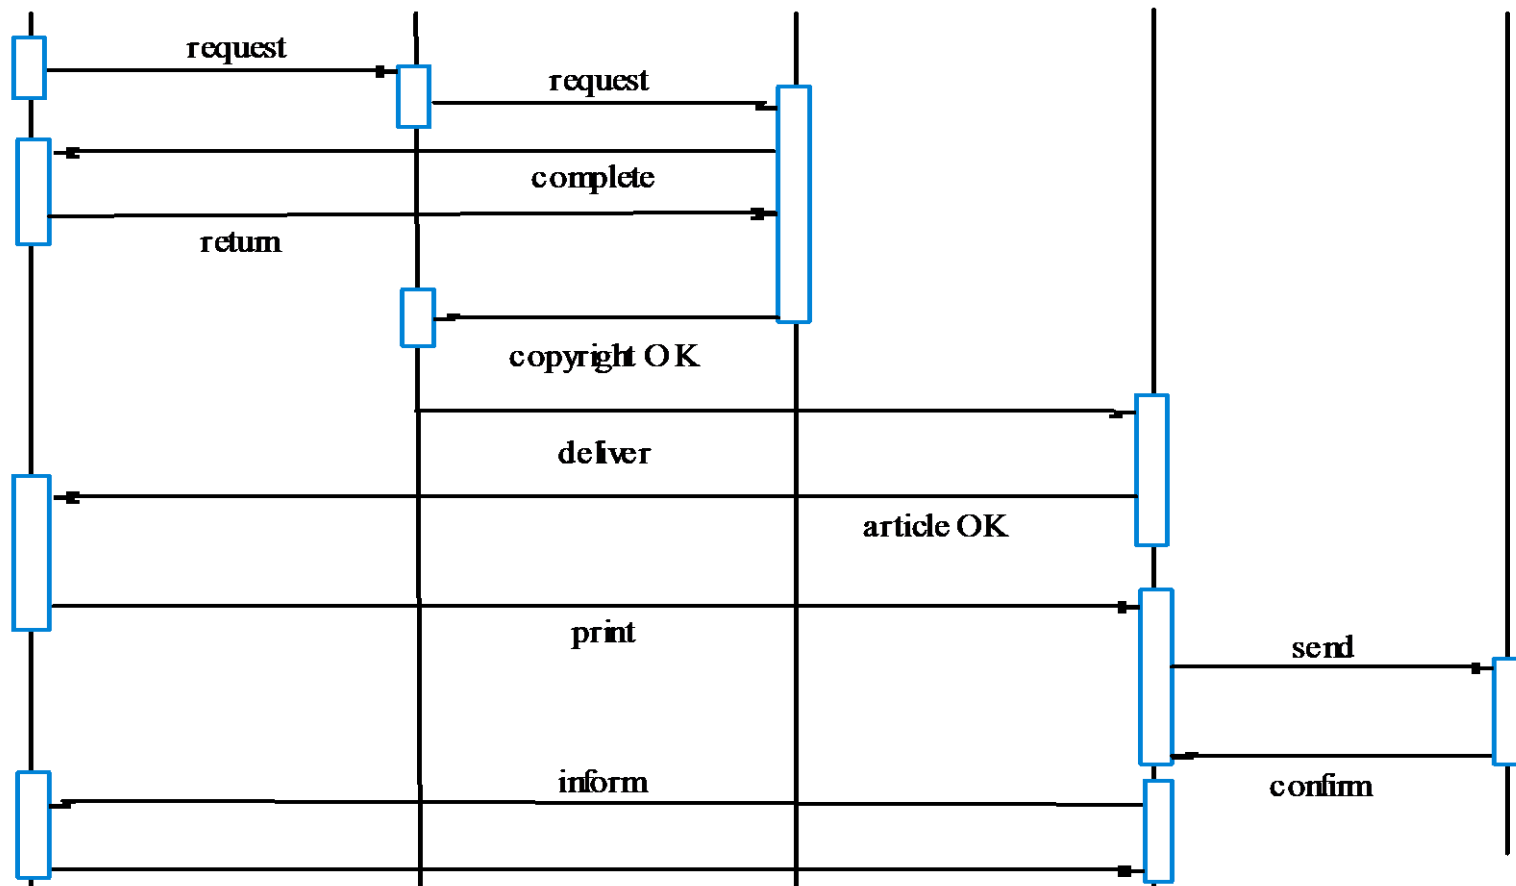 request
request
complete
return
copyright OK
deliver
article OK
print
send
inform
confirm